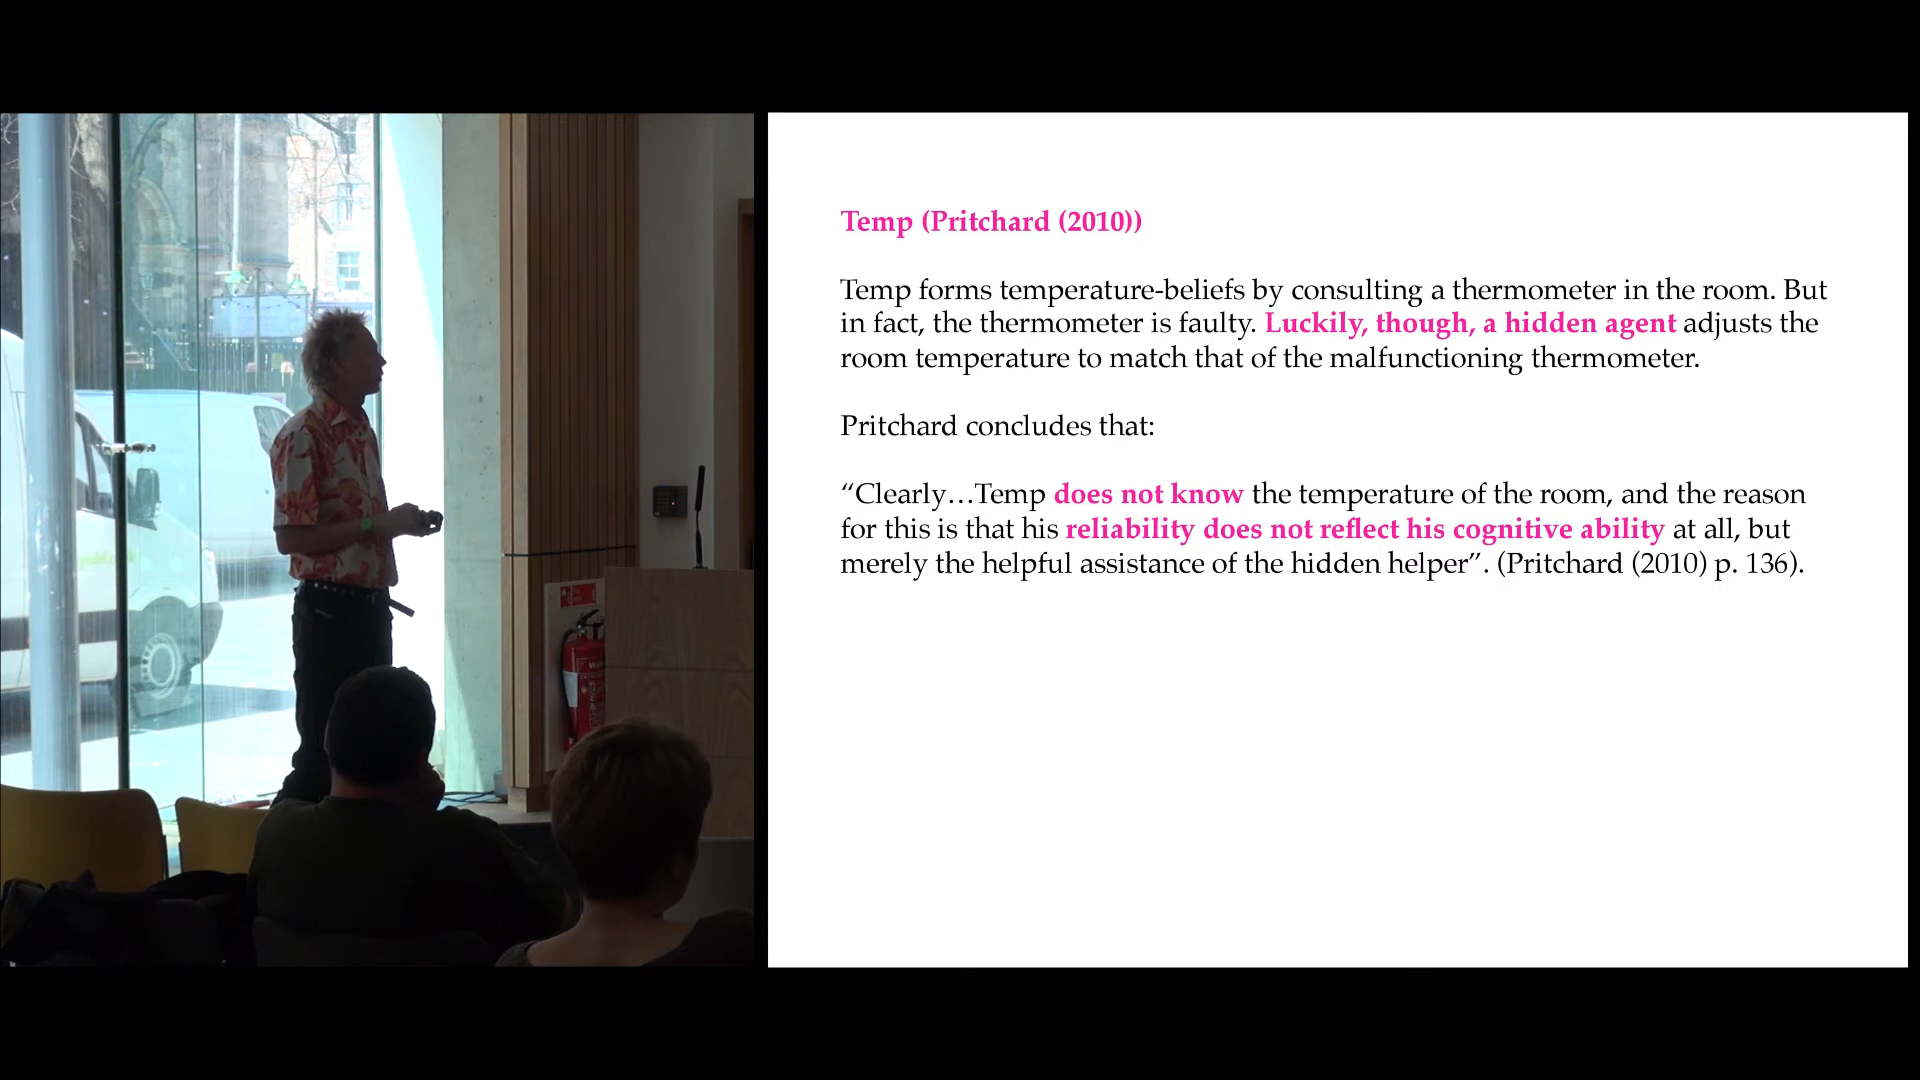 Temp (Pritchard (2010))
Temp forms temperature-beliefs by consulting a thermometer in the room. But
in fact, the thermometer is faulty. Luckily, though, a hidden agent adjusts the
room temperature to match that of the malfunctioning thermometer.
Pritchard concludes that:
“Clearly…Temp does not know the temperature of the room, and the reason
for this is that his reliability does not reflect his cognitive ability at all, but
merely the helpful assistance of the hidden helper”. (Pritchard (2010) p. 136).